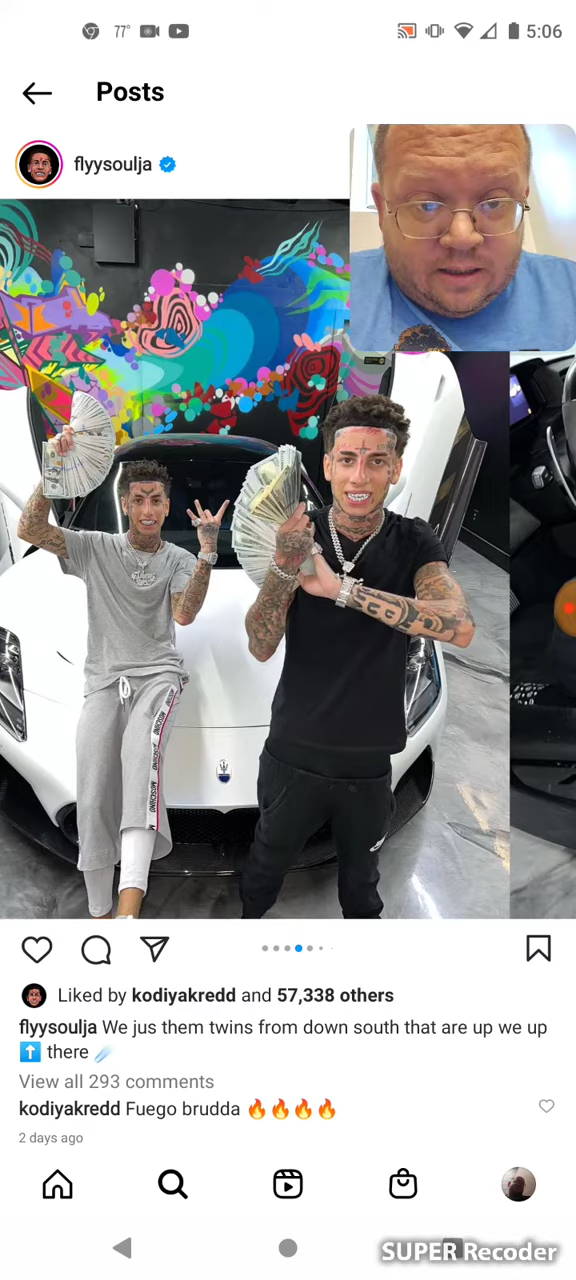 77° 5:06
Posts
flyysoulja
MOSCHINO
MOSCHINO
Liked by kodiyakredd and 57,338 others
flyysoulja We jus them twins from down south that are up we up
⬆️ there ☄️
View all 293 comments
kodiyakredd Fuego brudda 🔥🔥🔥🔥
2 days ago
SUPER Recoder